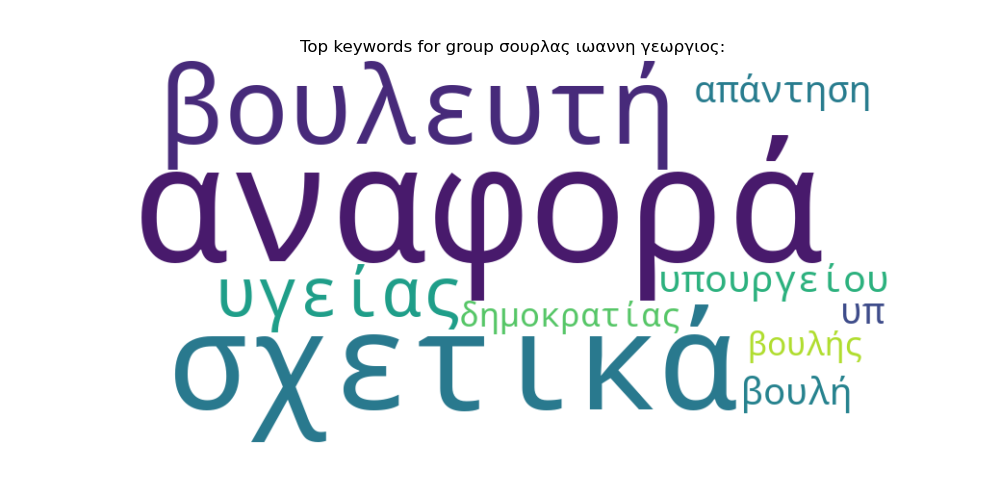 Top keywords for group σουρλας ιωαννη γεωργιος:
βουλευτή
απάντηση
αναφορά
υγείας
υπουργείου
δημοκρατίας
υπ
σχετικά
βουλής
βουλή